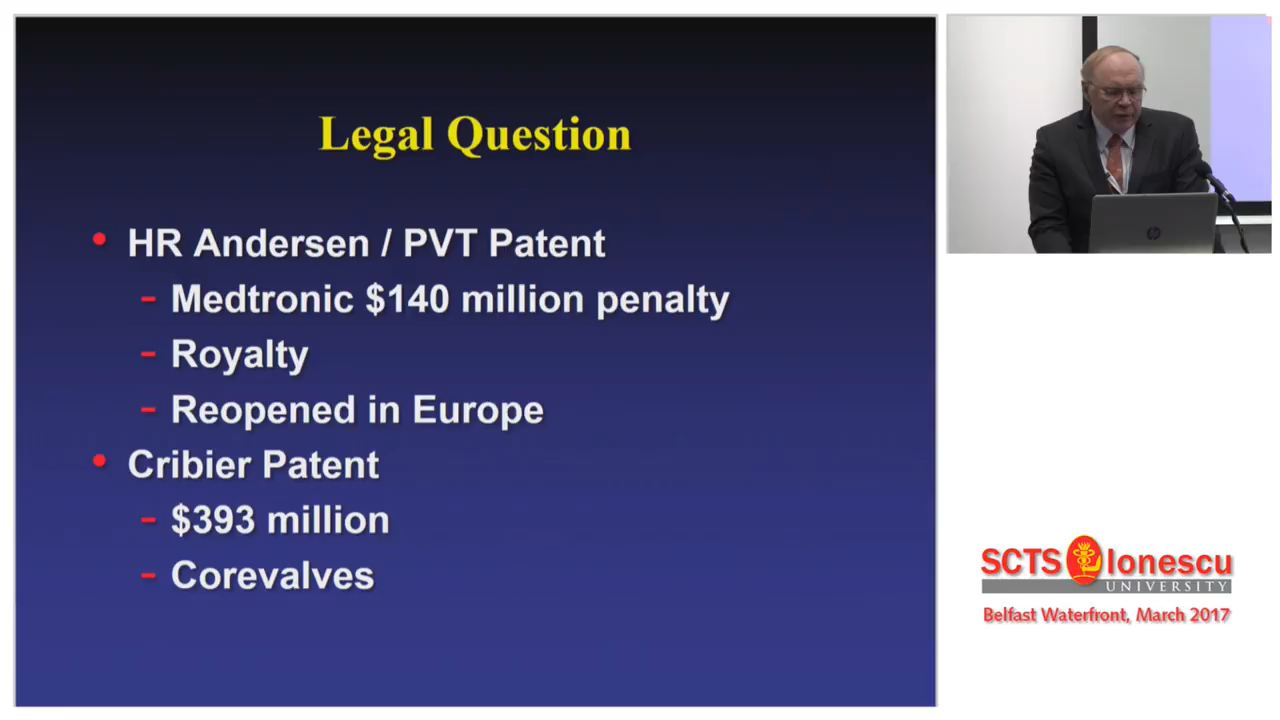 Legal Question
• HR Andersen / PVT Patent
– Medtronic $140 million penalty
– Royalty
– Reopened in Europe
• Cribier Patent
– $393 million
– Corevalves
SCTS Ionescu
UNIVERSITY
Belfast Waterfront, March 2017
hp